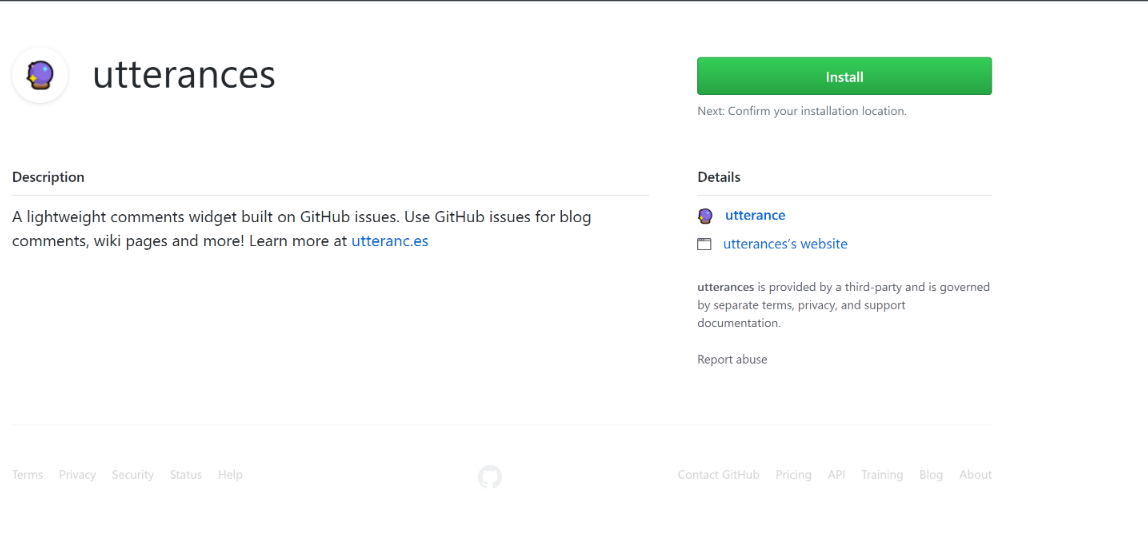 utterances
Install
Next: Confirm your installation location.
Description
A lightweight comments widget built on GitHub issues. Use GitHub issues for blog
comments, wiki pages and more! Learn more at utteranc.es
Details
utterance
utterances's website
utterances is provided by a third-party and is governed
by separate terms, privacy, and support
documentation.
Report abuse
Terms Privacy Security Status Help
Contact GitHub Pricing API Training Blog About